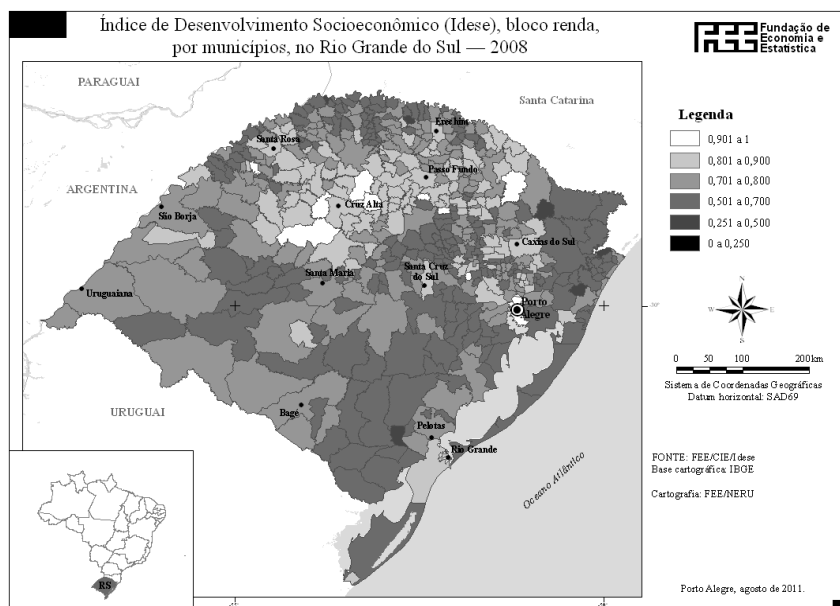 Índice de Desenvolvimento Socioeconômico (Idese), bloco renda,
por municípios, no Rio Grande do Sul — 2008
FEE
Fundação de
Economia e
Estatística
PARAGUAI
Santa Catarina
ARGENTINA
URUGUAI
Oceano Atlântico
Erechim
Santa Rosa
Passo Fundo
Cruz Alta
São Borja
Caxias do Sul
Santa Maria
Santa Cruz
do Sul
Uruguaiana
Porto
Alegre
Bagé
Pelotas
Rio Grande
-30°
RS
Legenda
0,901 a 1
0,801 a 0,900
0,701 a 0,800
0,501 a 0,700
0,251 a 0,500
0 a 0,250
N
W
E
S
0 50 100 200km
Sistema de Coordenadas Geográficas
Datum horizontal: SAD69
FONTE: FEE/CIE/Idese
Base cartográfica: IBGE
Cartografia: FEE/NERU
Porto Alegre, agosto de 2011.